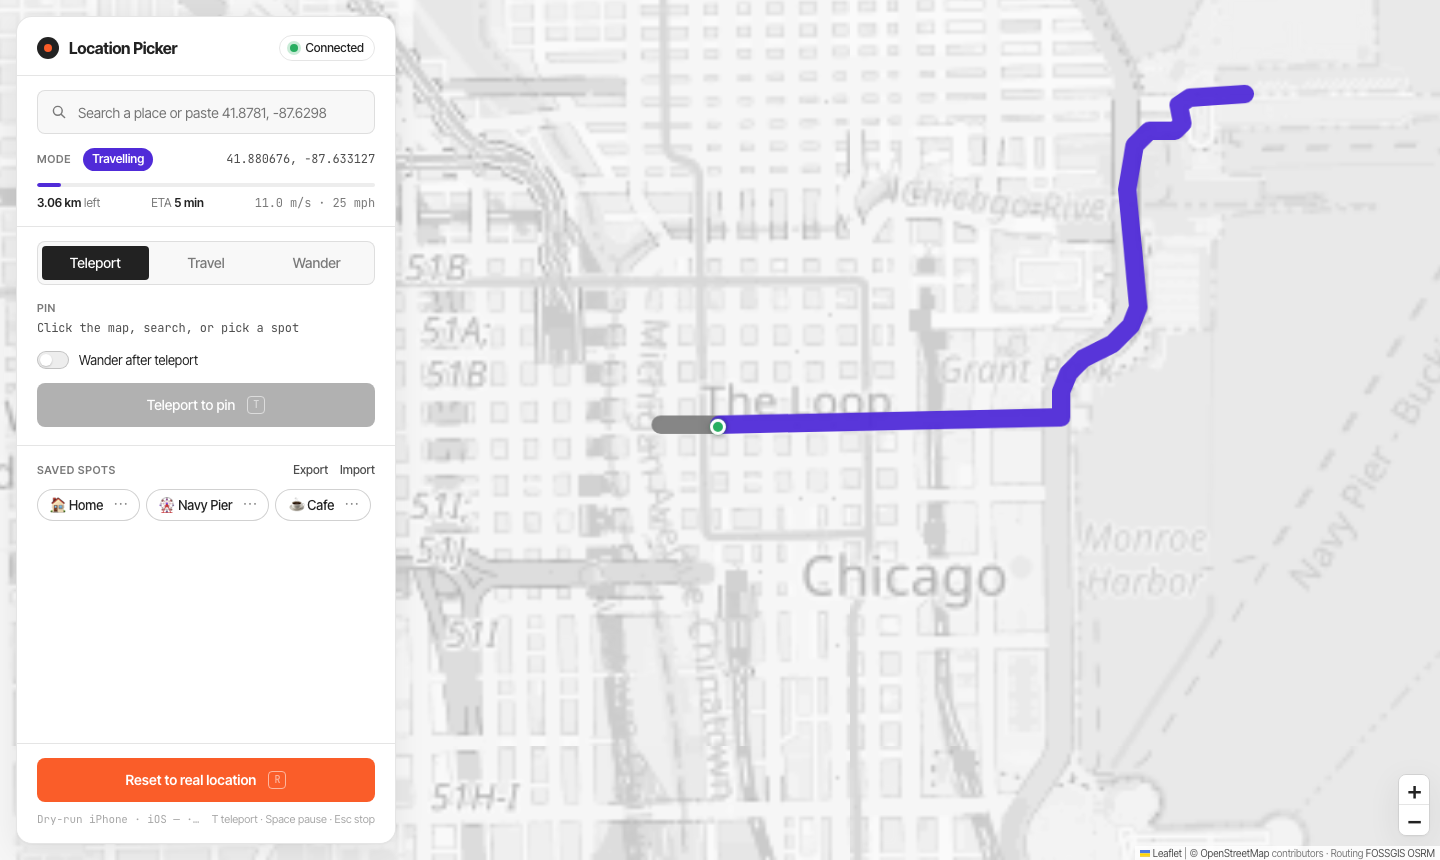 Location Picker
Connected
Search a place or paste 41.8781, -87.6298
MODE Travelling 41.880676, -87.633127
3.06 km left ETA 5 min 11.0 m/s · 25 mph
Teleport Travel Wander
PIN
Click the map, search, or pick a spot
Wander after teleport
Teleport to pin T
SAVED SPOTS Export Import
Home ··· Navy Pier ··· Cafe ···
Reset to real location R
Dry-run iPhone · iOS — ·… T teleport · Space pause · Esc stop
Chicago River
51B
51A;
51B
Grant Park
The Loop
Michigan Avenue
51I;
51J;
Chicago
Monroe
Harbor
Navy Pier - Buck
51I
Chinatown
51H-I
+
−
Leaflet | © OpenStreetMap contributors · Routing FOSSGIS OSRM